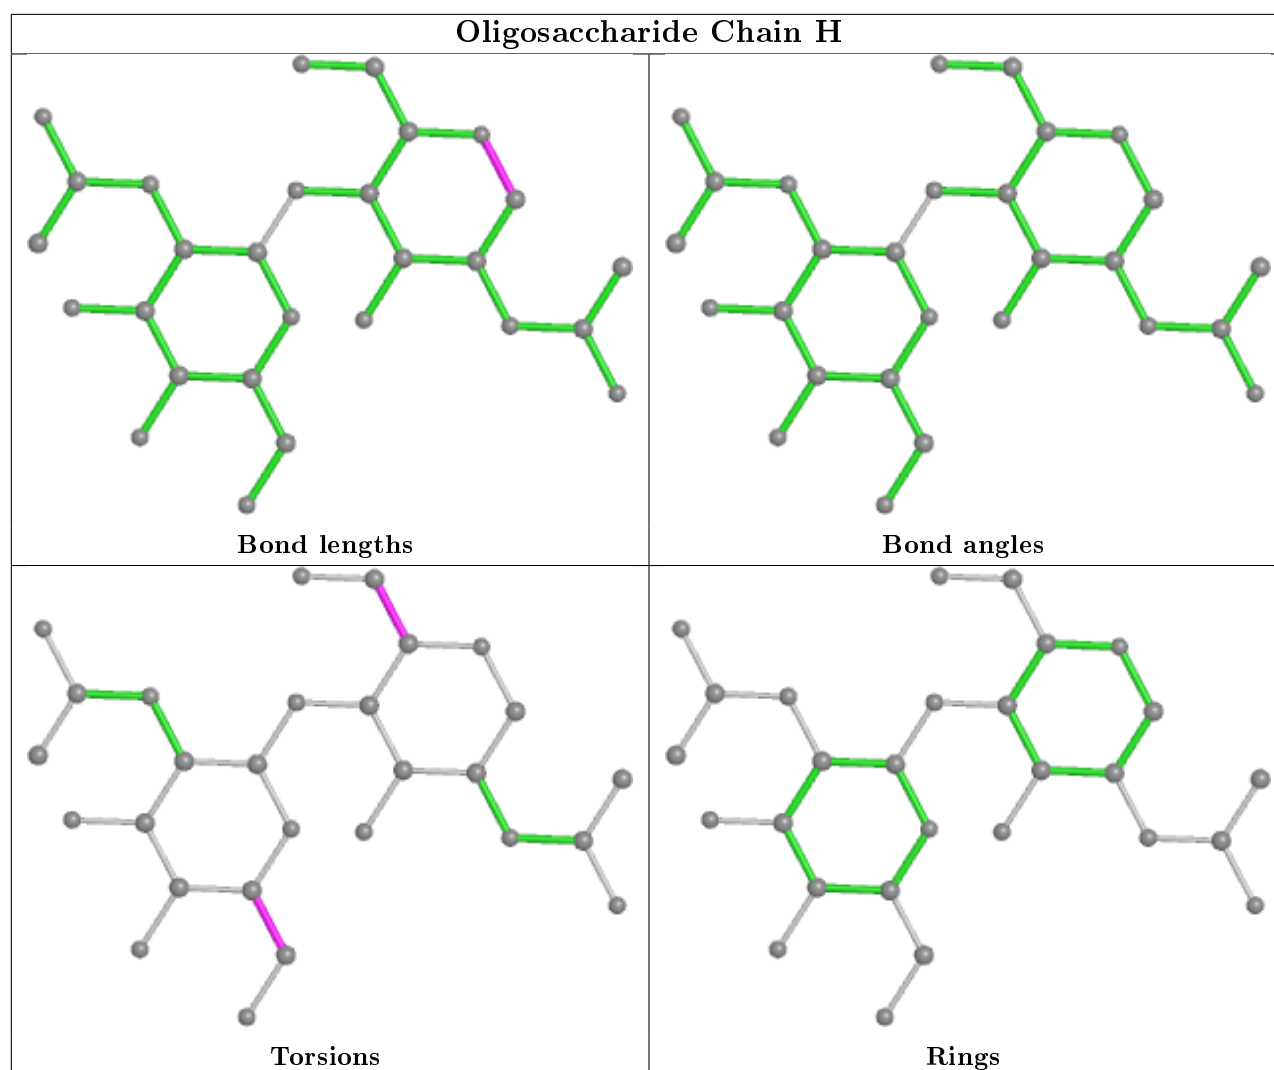 Oligosaccharide Chain H
Bond lengths
Bond angles
Torsions
Rings